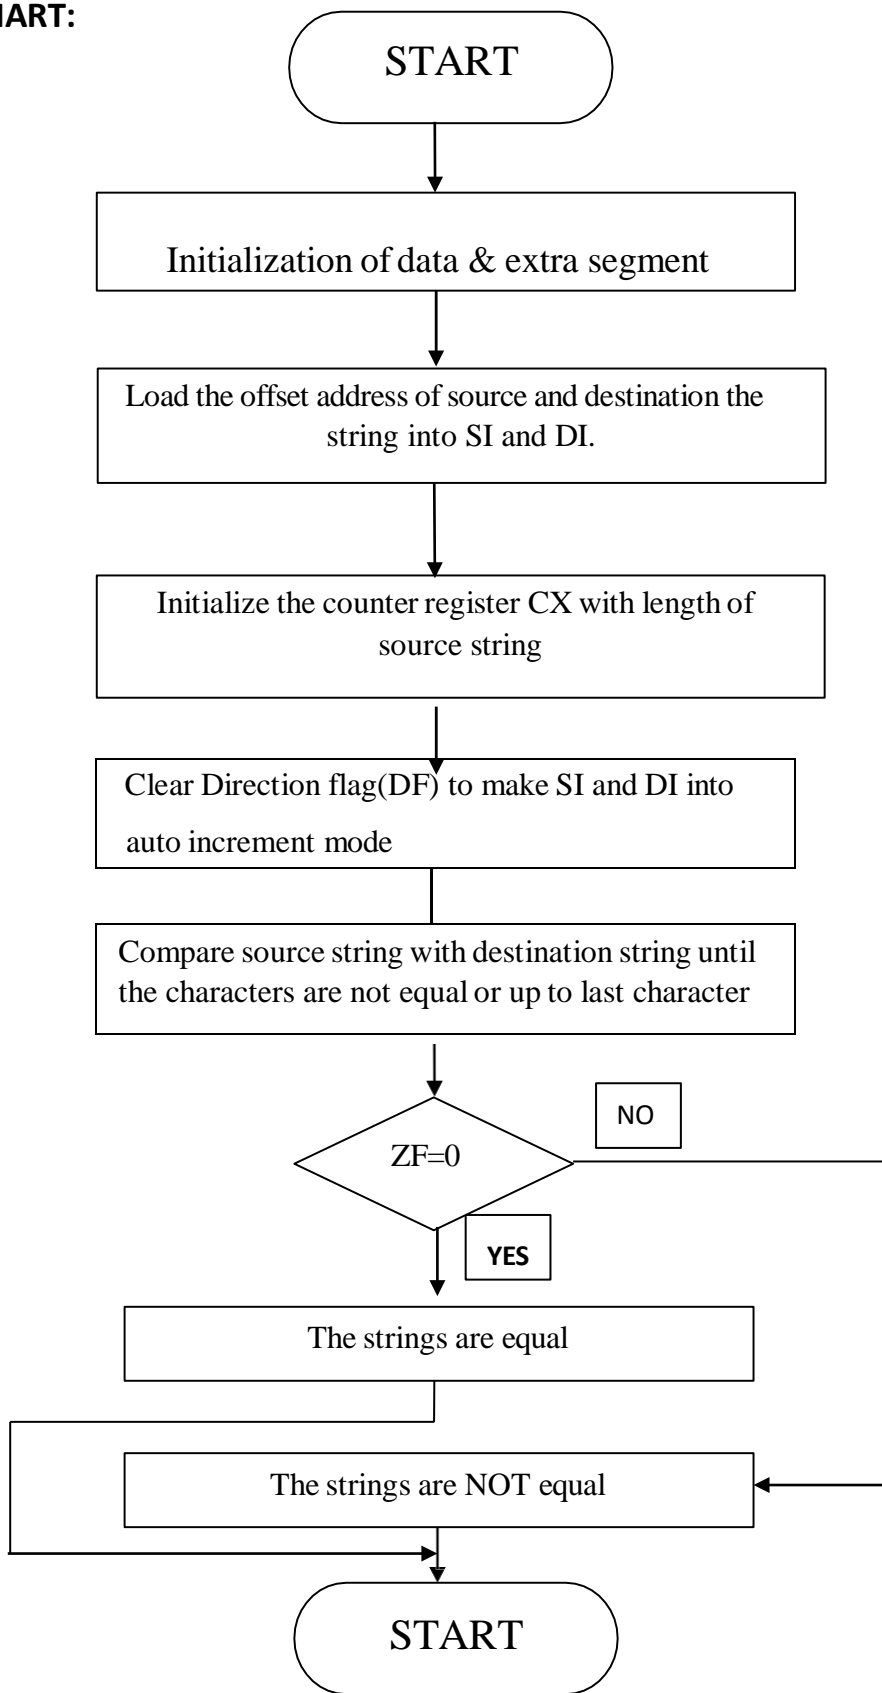 HART:
START
Initialization of data & extra segment
Load the offset address of source and destination the
string into SI and DI.
Initialize the counter register CX with length of
source string
Clear Direction flag(DF) to make SI and DI into
auto increment mode
Compare source string with destination string until
the characters are not equal or up to last character
NO
ZF=0
YES
The strings are equal
The strings are NOT equal
START